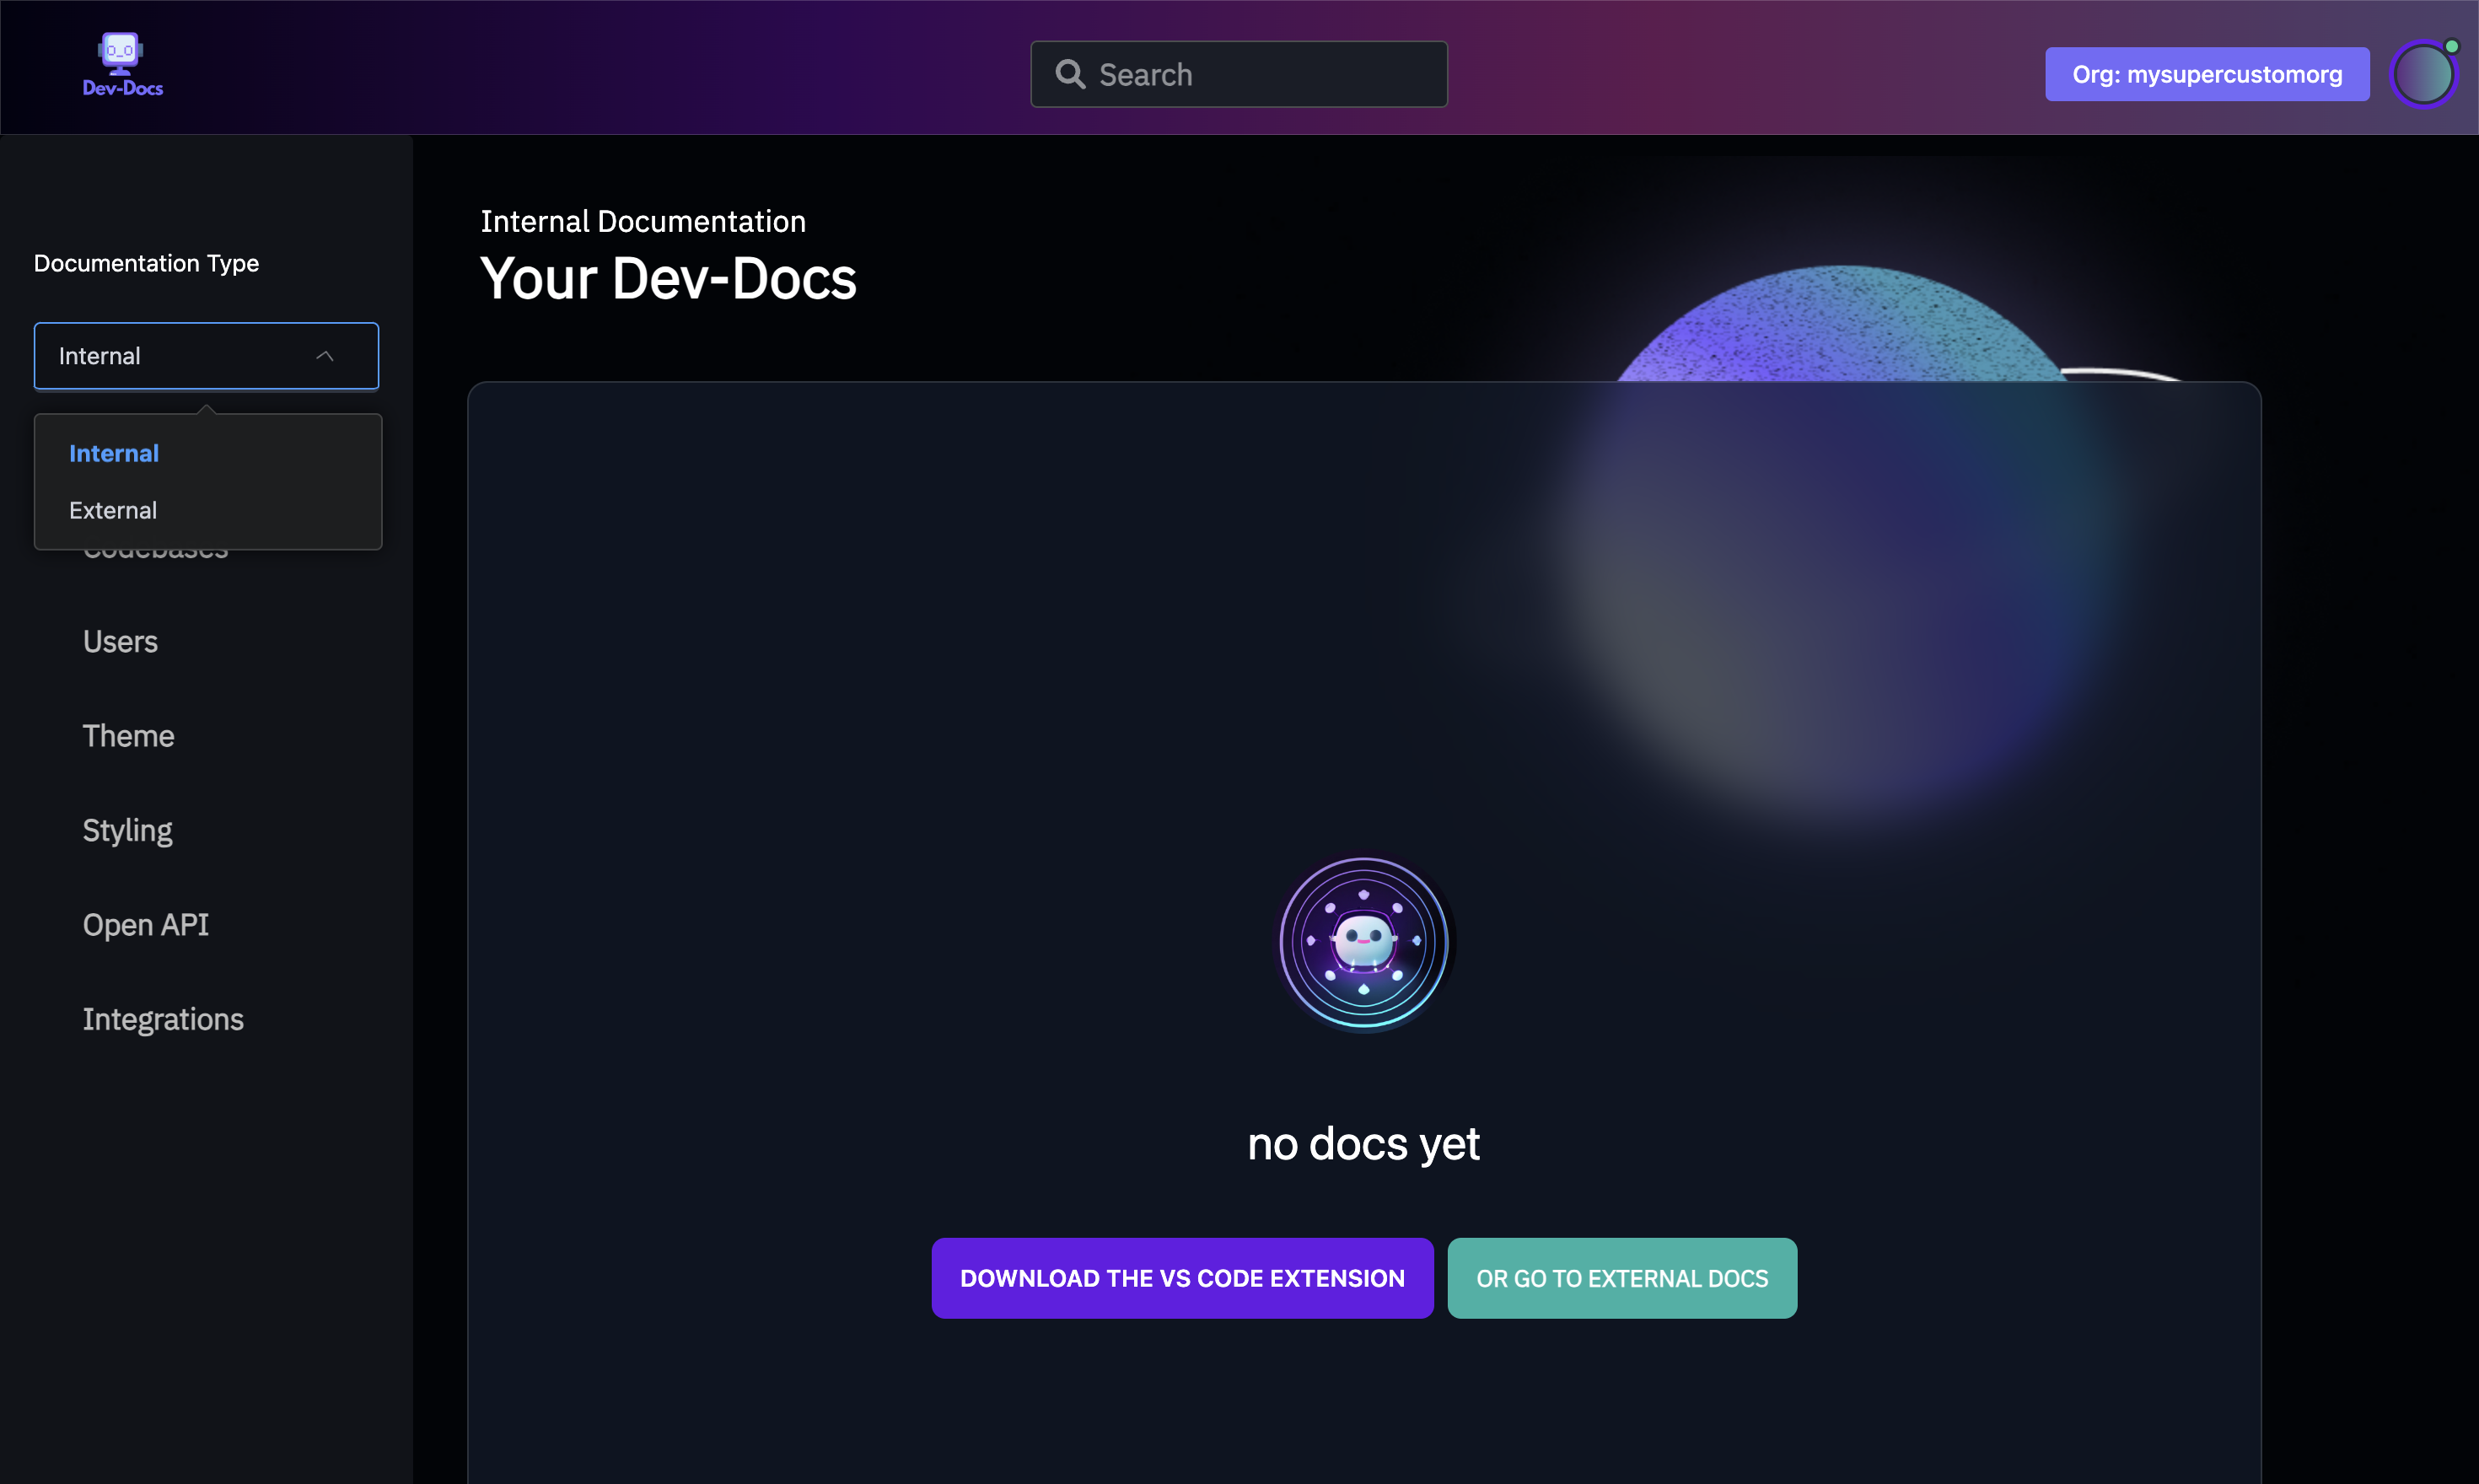 Dev-Docs
Search
Org: mysupercustomorg
Documentation Type
Internal
Internal
External
Codebases
Users
Theme
Styling
Open API
Integrations
Internal Documentation
Your Dev-Docs
no docs yet
DOWNLOAD THE VS CODE EXTENSION
OR GO TO EXTERNAL DOCS